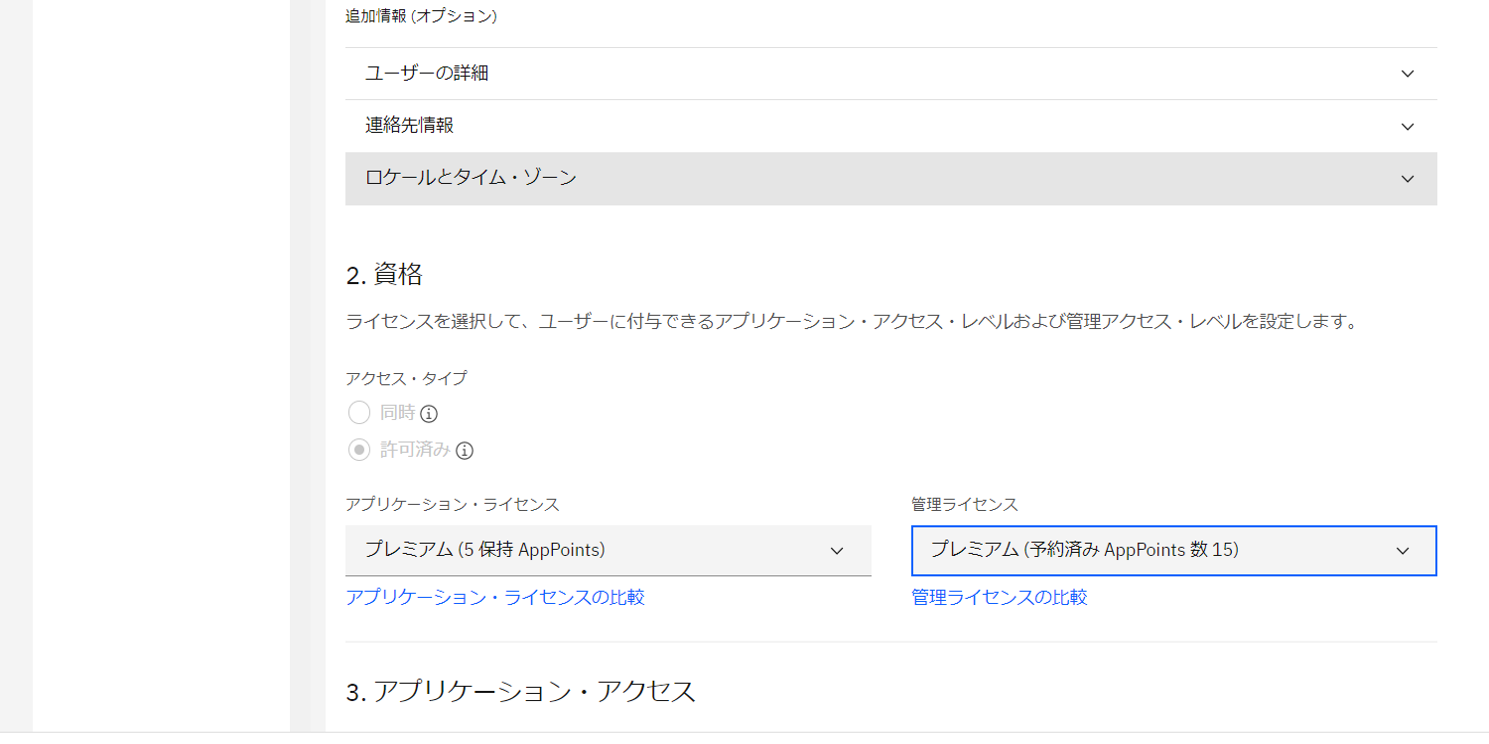 追加情報 (オプション)
ユーザーの詳細
連絡先情報
ロケールとタイム・ゾーン
2. 資格
ライセンスを選択して、ユーザーに付与できるアプリケーション・アクセス・レベルおよび管理アクセス・レベルを設定します。
アクセス・タイプ
同時
許可済み
アプリケーション・ライセンス
管理ライセンス
プレミアム (5 保持 AppPoints)
プレミアム (予約済み AppPoints 数 15)
アプリケーション・ライセンスの比較
管理ライセンスの比較
3. アプリケーション・アクセス